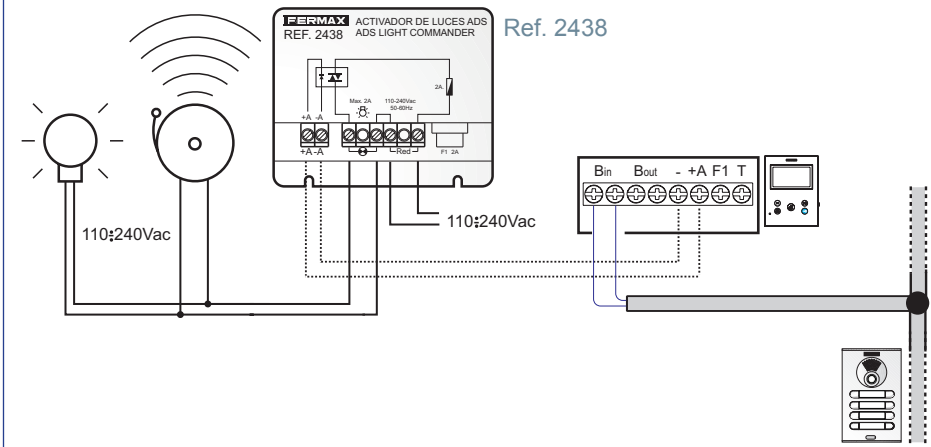 FERMAX ACTIVADOR DE LUCES ADS
REF. 2438 ADS LIGHT COMMANDER
Ref. 2438
2A.
Max. 2A 110-240Vac
50-60Hz
+A -A
+A -A Red F1 2A
110÷240Vac
110÷240Vac
Bin Bout - +A F1 T